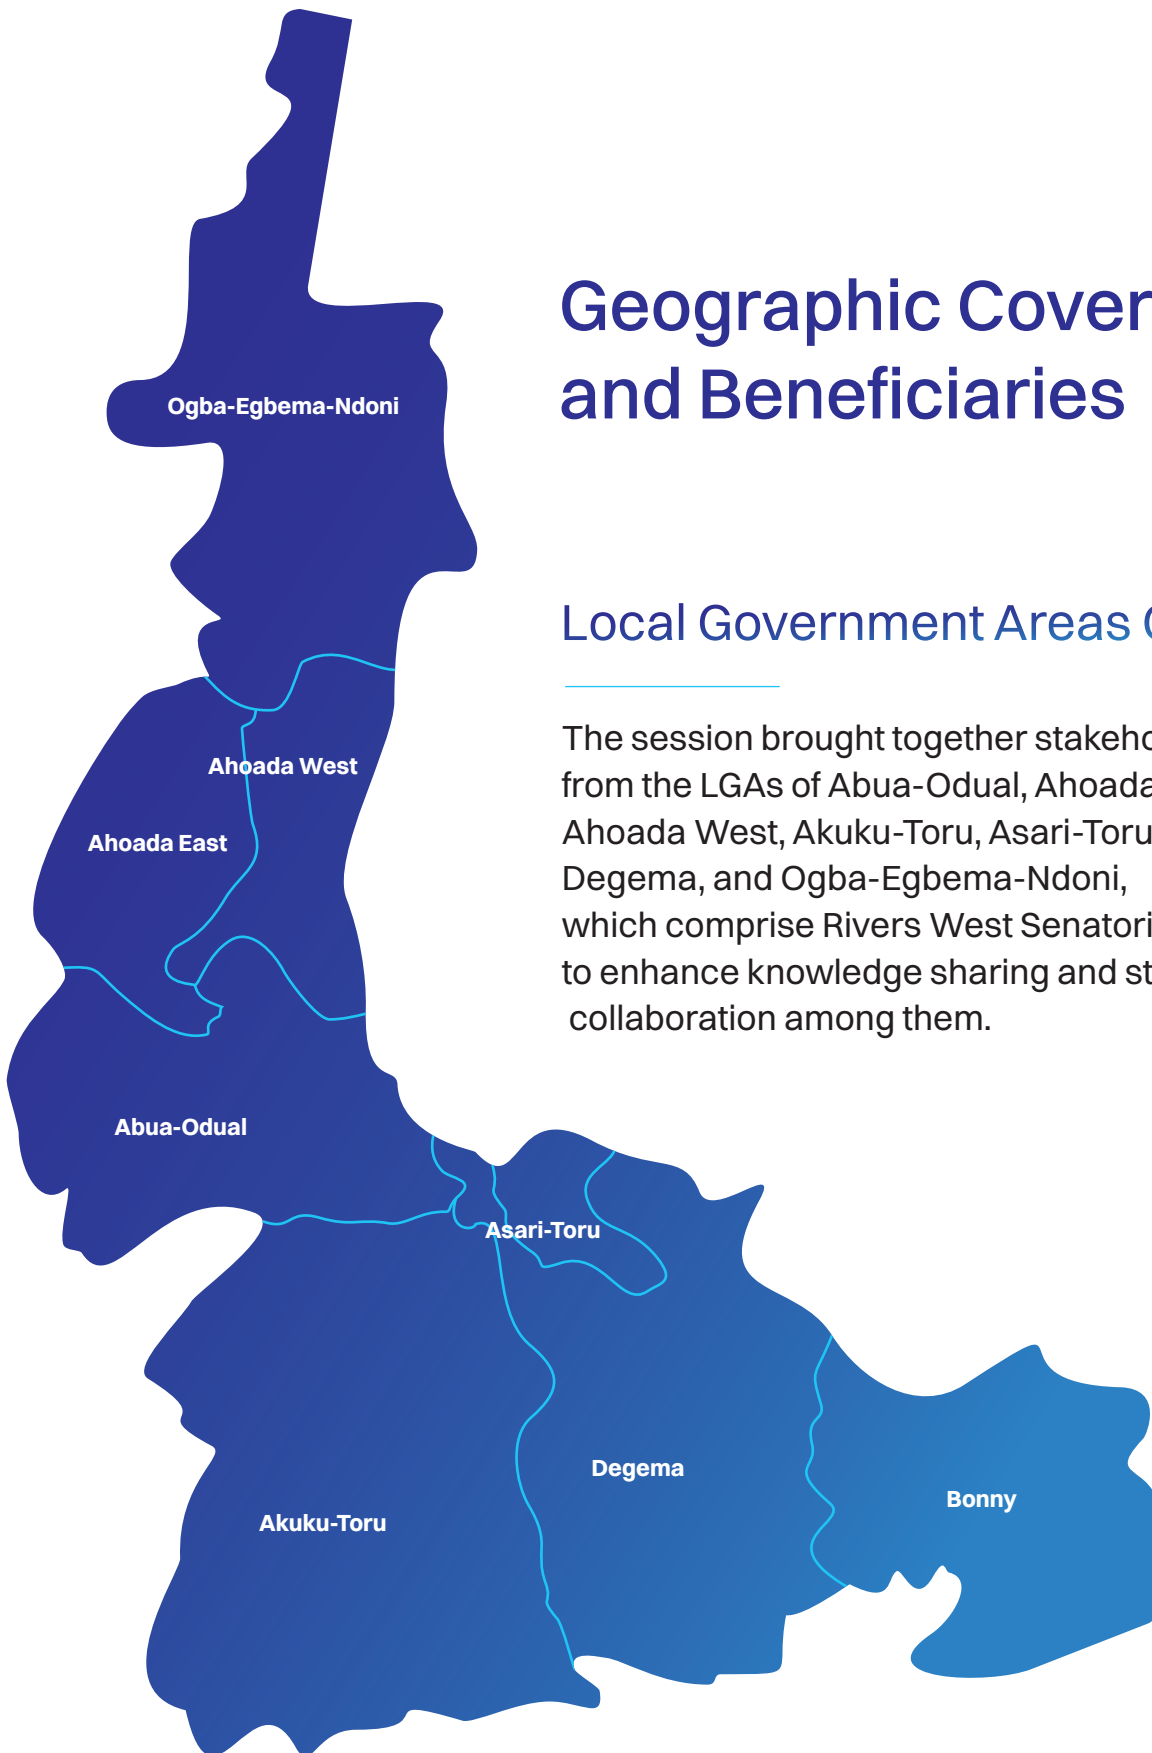 Geographic Cover
and Beneficiaries
Local Government Areas
The session brought together stakeho
from the LGAs of Abua-Odual, Ahoada
Ahoada West, Akuku-Toru, Asari-Toru
Degema, and Ogba-Egbema-Ndoni,
which comprise Rivers West Senatori
to enhance knowledge sharing and st
collaboration among them.
Ogba-Egbema-Ndoni
Ahoada West
Ahoada East
Abua-Odual
Asari-Toru
Degema
Bonny
Akuku-Toru